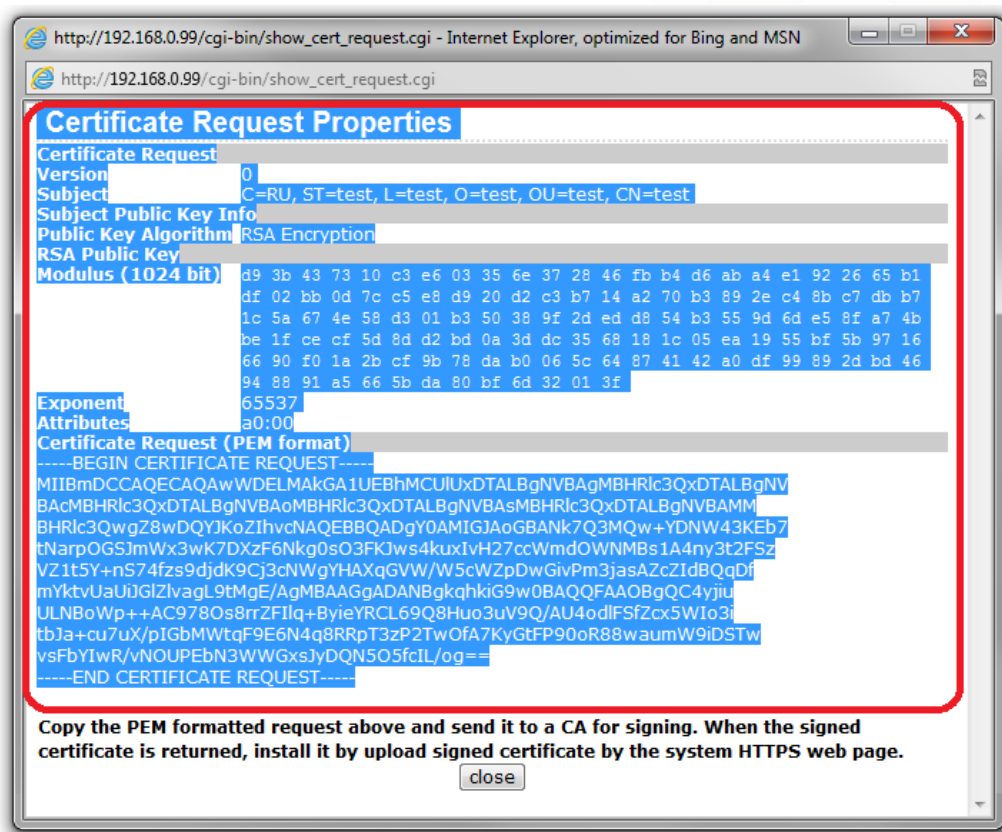 http://192.168.0.99/cgi-bin/show_cert_request.cgi - Internet Explorer, optimized for Bing and MSN
http://192.168.0.99/cgi-bin/show_cert_request.cgi
Certificate Request Properties
Certificate Request
Version 0
Subject C=RU, ST=test, L=test, O=test, OU=test, CN=test
Subject Public Key Info
Public Key Algorithm RSA Encryption
RSA Public Key
Modulus (1024 bit) d9 3b 43 73 10 c3 e6 03 35 6e 37 28 46 fb b4 d6 ab a4 e1 92 26 65 b1
df 02 bb 0d 7c c5 e8 d9 20 d2 c3 b7 14 a2 70 b3 89 2e c4 8b c7 db b7
1c 5a 67 4e 58 d3 01 b3 50 38 9f 2d ed d8 54 b3 55 9d 6d e5 8f a7 4b
be 1f ce cf 5d 8d d2 bd 0a 3d dc 35 68 18 1c 05 ea 19 55 bf 5b 97 16
66 90 f0 1a 2b cf 9b 78 da b0 06 5c 64 87 41 42 a0 df 99 89 2d bd 46
94 88 91 a5 66 5b da 80 bf 6d 32 01 3f
Exponent 65537
Attributes a0:00
Certificate Request (PEM format)
-----BEGIN CERTIFICATE REQUEST-----
MIIBmDCCAQECAQAwWDELMAkGA1UEBhMCUlUxDTALBgNVBAgMBHRlc3QxDTALBgNV
BAcMBHRlc3QxDTALBgNVBAoMBHRlc3QxDTALBgNVBAsMBHRlc3QxDTALBgNVBAMM
BHRlc3QwgZ8wDQYJKoZIhvcNAQEBBQADgY0AMIGJAoGBANk7Q3MQw+YDNW43KEb7
tNarpOGSJmWx3wK7DXzF6Nkg0sO3FKJws4kuxIvH27ccWmdOWNMBs1A4ny3t2FSz
VZ1t5Y+nS74fzs9djdK9Cj3cNWgYHAXqGVW/W5cWZpDwGivPm3jasAZcZIdBQqDf
mYktvUaUiJGlZlvagL9tMgE/AgMBAAGgADANBgkqhkiG9w0BAQQFAAOBgQC4yjiu
ULNBoWp++AC978Os8rrZFIlq+ByieYRCL69Q8Huo3uV9Q/AU4odlFSfZcx5WIo3i
tbJa+cu7uX/pIGbMWtqF9E6N4q8RRpT3zP2TwOfA7KyGtFP90oR88waumW9iDSTw
vsFbYIwR/vNOUPEbN3WWGxsJyDQN5O5fcIL/og==
-----END CERTIFICATE REQUEST-----
Copy the PEM formatted request above and send it to a CA for signing. When the signed
certificate is returned, install it by upload signed certificate by the system HTTPS web page.
close